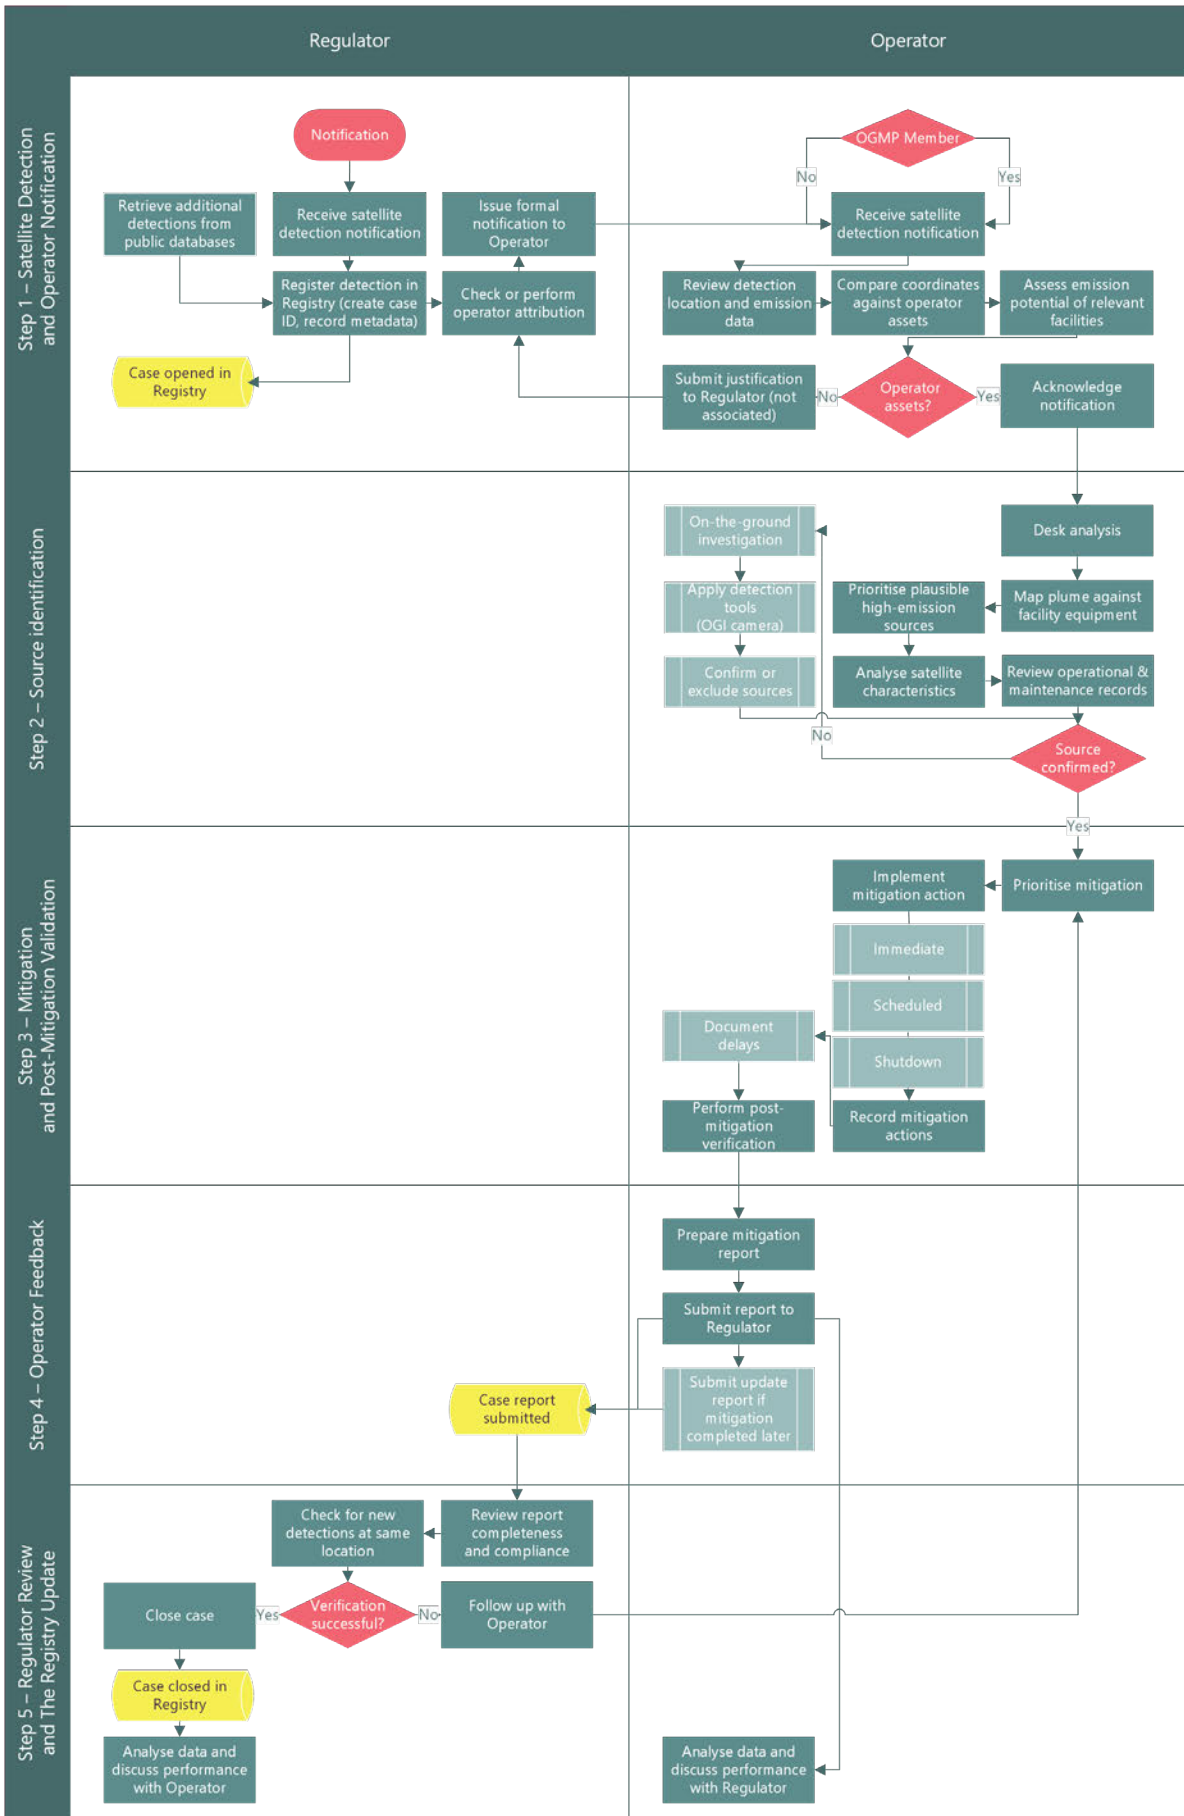 Regulator
Operator
Step 1 – Satellite Detection
and Operator Notification
Notification
OGMP Member
No
Yes
Retrieve additional
detections from
public databases
Receive satellite
detection notification
Issue formal
notification to
Operator
Receive satellite
detection notification
Register detection in
Registry (create case
ID, record metadata)
Check or perform
operator attribution
Review detection
location and emission
data
Compare coordinates
against operator
assets
Assess emission
potential of relevant
facilities
Case opened in
Registry
Submit justification
to Regulator (not
associated)
No
Operator
assets?
Yes
Acknowledge
notification
Step 2 – Source identification
On-the-ground
investigation
Desk analysis
Apply detection
tools
(OGI camera)
Prioritise plausible
high-emission
sources
Map plume against
facility equipment
Confirm or
exclude sources
Analyse satellite
characteristics
Review operational &
maintenance records
No
Source
confirmed?
Yes
Step 3 – Mitigation
and Post-Mitigation Validation
Implement
mitigation action
Prioritise mitigation
Immediate
Scheduled
Document
delays
Shutdown
Perform post-
mitigation
verification
Record mitigation
actions
Step 4 – Operator Feedback
Prepare mitigation
report
Submit report to
Regulator
Case report
submitted
Submit update
report if
mitigation
completed later
Step 5 – Regulator Review
and The Registry Update
Check for new
detections at same
location
Review report
completeness
and compliance
Close case
Yes
Verification
successful?
No
Follow up with
Operator
Case closed in
Registry
Analyse data and
discuss performance
with Operator
Analyse data and
discuss performance
with Regulator